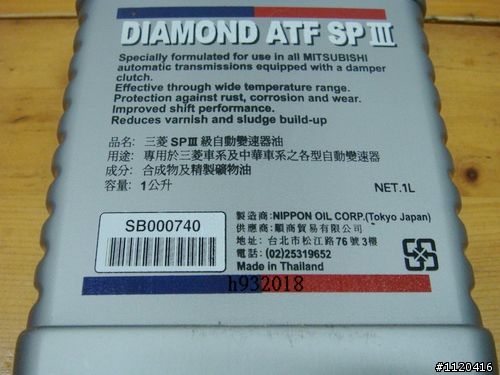 DIAMOND ATF SP III
Specially formulated for use in all MITSUBISHI
automatic transmissions equipped with a damper
clutch.
Effective through wide temperature range.
Protection against rust, corrosion and wear.
Improved shift performance.
Reduces varnish and sludge build-up
品名: 三菱 SPⅢ 級自動變速器油
用途: 專用於三菱車系及中華車系之各型自動變速器
成分: 合成物及精製礦物油
容量: 1公升
NET.1L
SB000740
製造商: NIPPON OIL CORP.(Tokyo Japan)
供應商: 順商貿易有限公司
地址: 台北市松江路76號3樓
電話: (02)25319652
Made in Thailand
h932018
#1120416